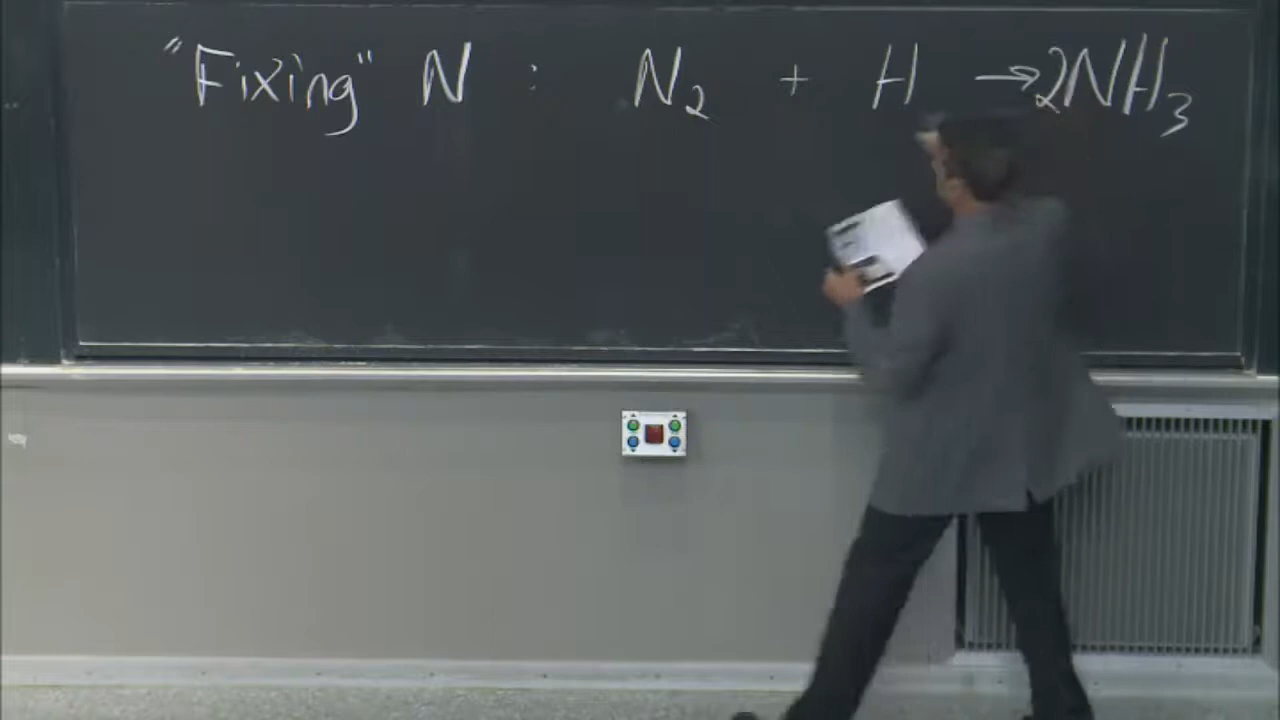 "Fixing" N : N₂ + H → 2NH₃